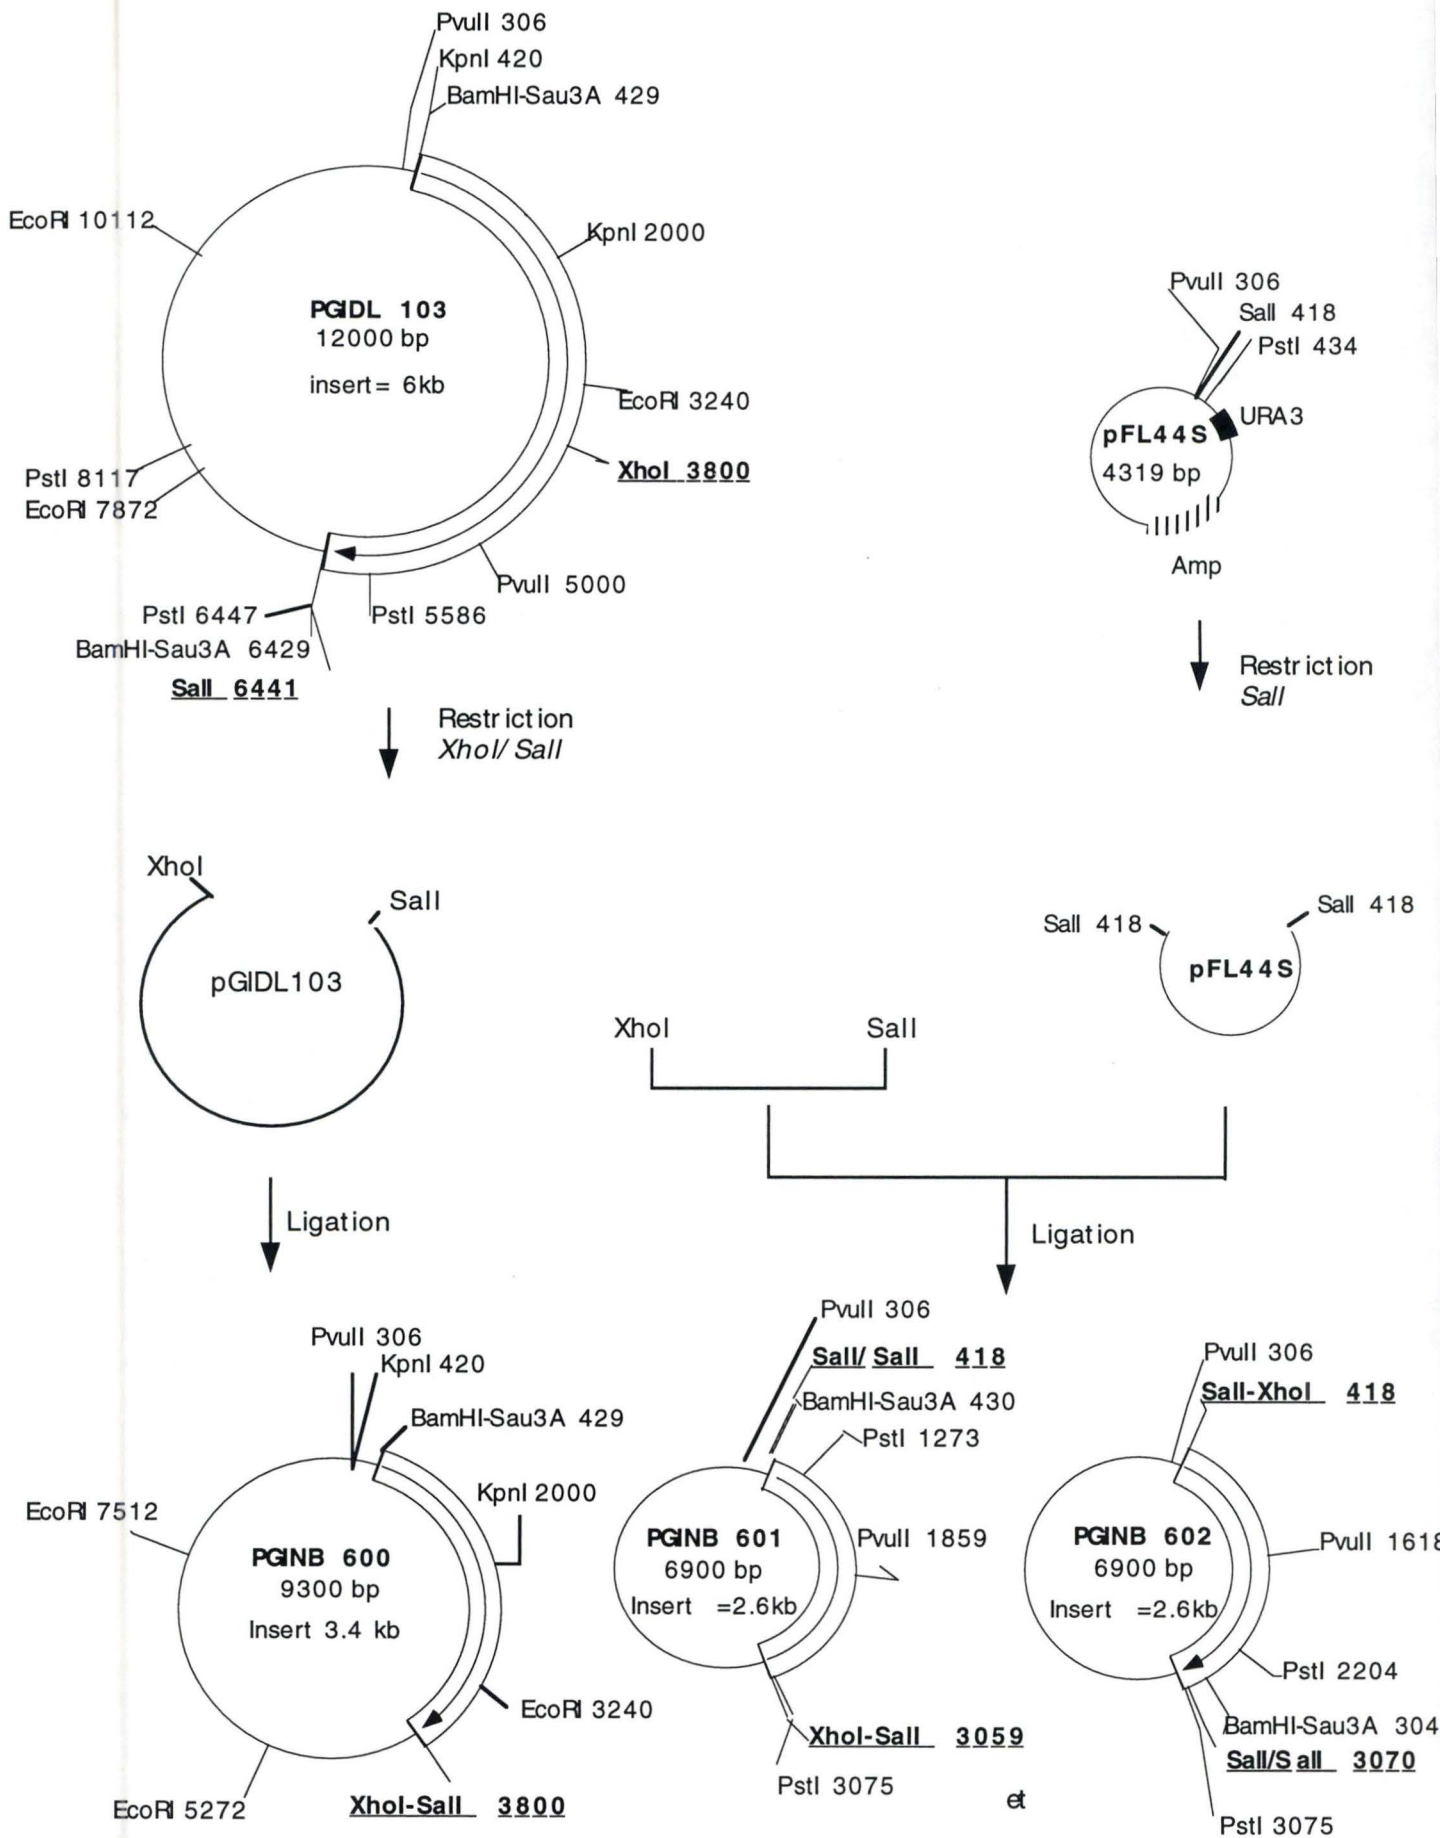 PvuII 306
KpnI 420
BamHI-Sau3A 429
EcoRI 10112
KpnI 2000
PGIDL 103
12000 bp
insert= 6kb
EcoRI 3240
XhoI 3800
PstI 8117
EcoRI 7872
PvuII 5000
PstI 6447
PstI 5586
BamHI-Sau3A 6429
SalI 6441
PvuII 306
SalI 418
PstI 434
URA3
pFL44S
4319 bp
Amp
Restriction
SalI
Restriction
XhoI/ SalI
XhoI
SalI
pGIDL103
SalI 418
SalI 418
pFL44S
XhoI
SalI
Ligation
Ligation
PvuII 306
KpnI 420
BamHI-Sau3A 429
KpnI 2000
EcoRI 7512
PGINB 600
9300 bp
Insert 3.4 kb
EcoRI 3240
EcoRI 5272
XhoI-SalI 3800
PvuII 306
SalI/ SalI 418
BamHI-Sau3A 430
PstI 1273
PGINB 601
6900 bp
Insert =2.6kb
PvuII 1859
XhoI-SalI 3059
PstI 3075
et
PvuII 306
SalI-XhoI 418
PGINB 602
6900 bp
Insert =2.6kb
PvuII 1618
PstI 2204
BamHI-Sau3A 304
SalI/SalI 3070
PstI 3075